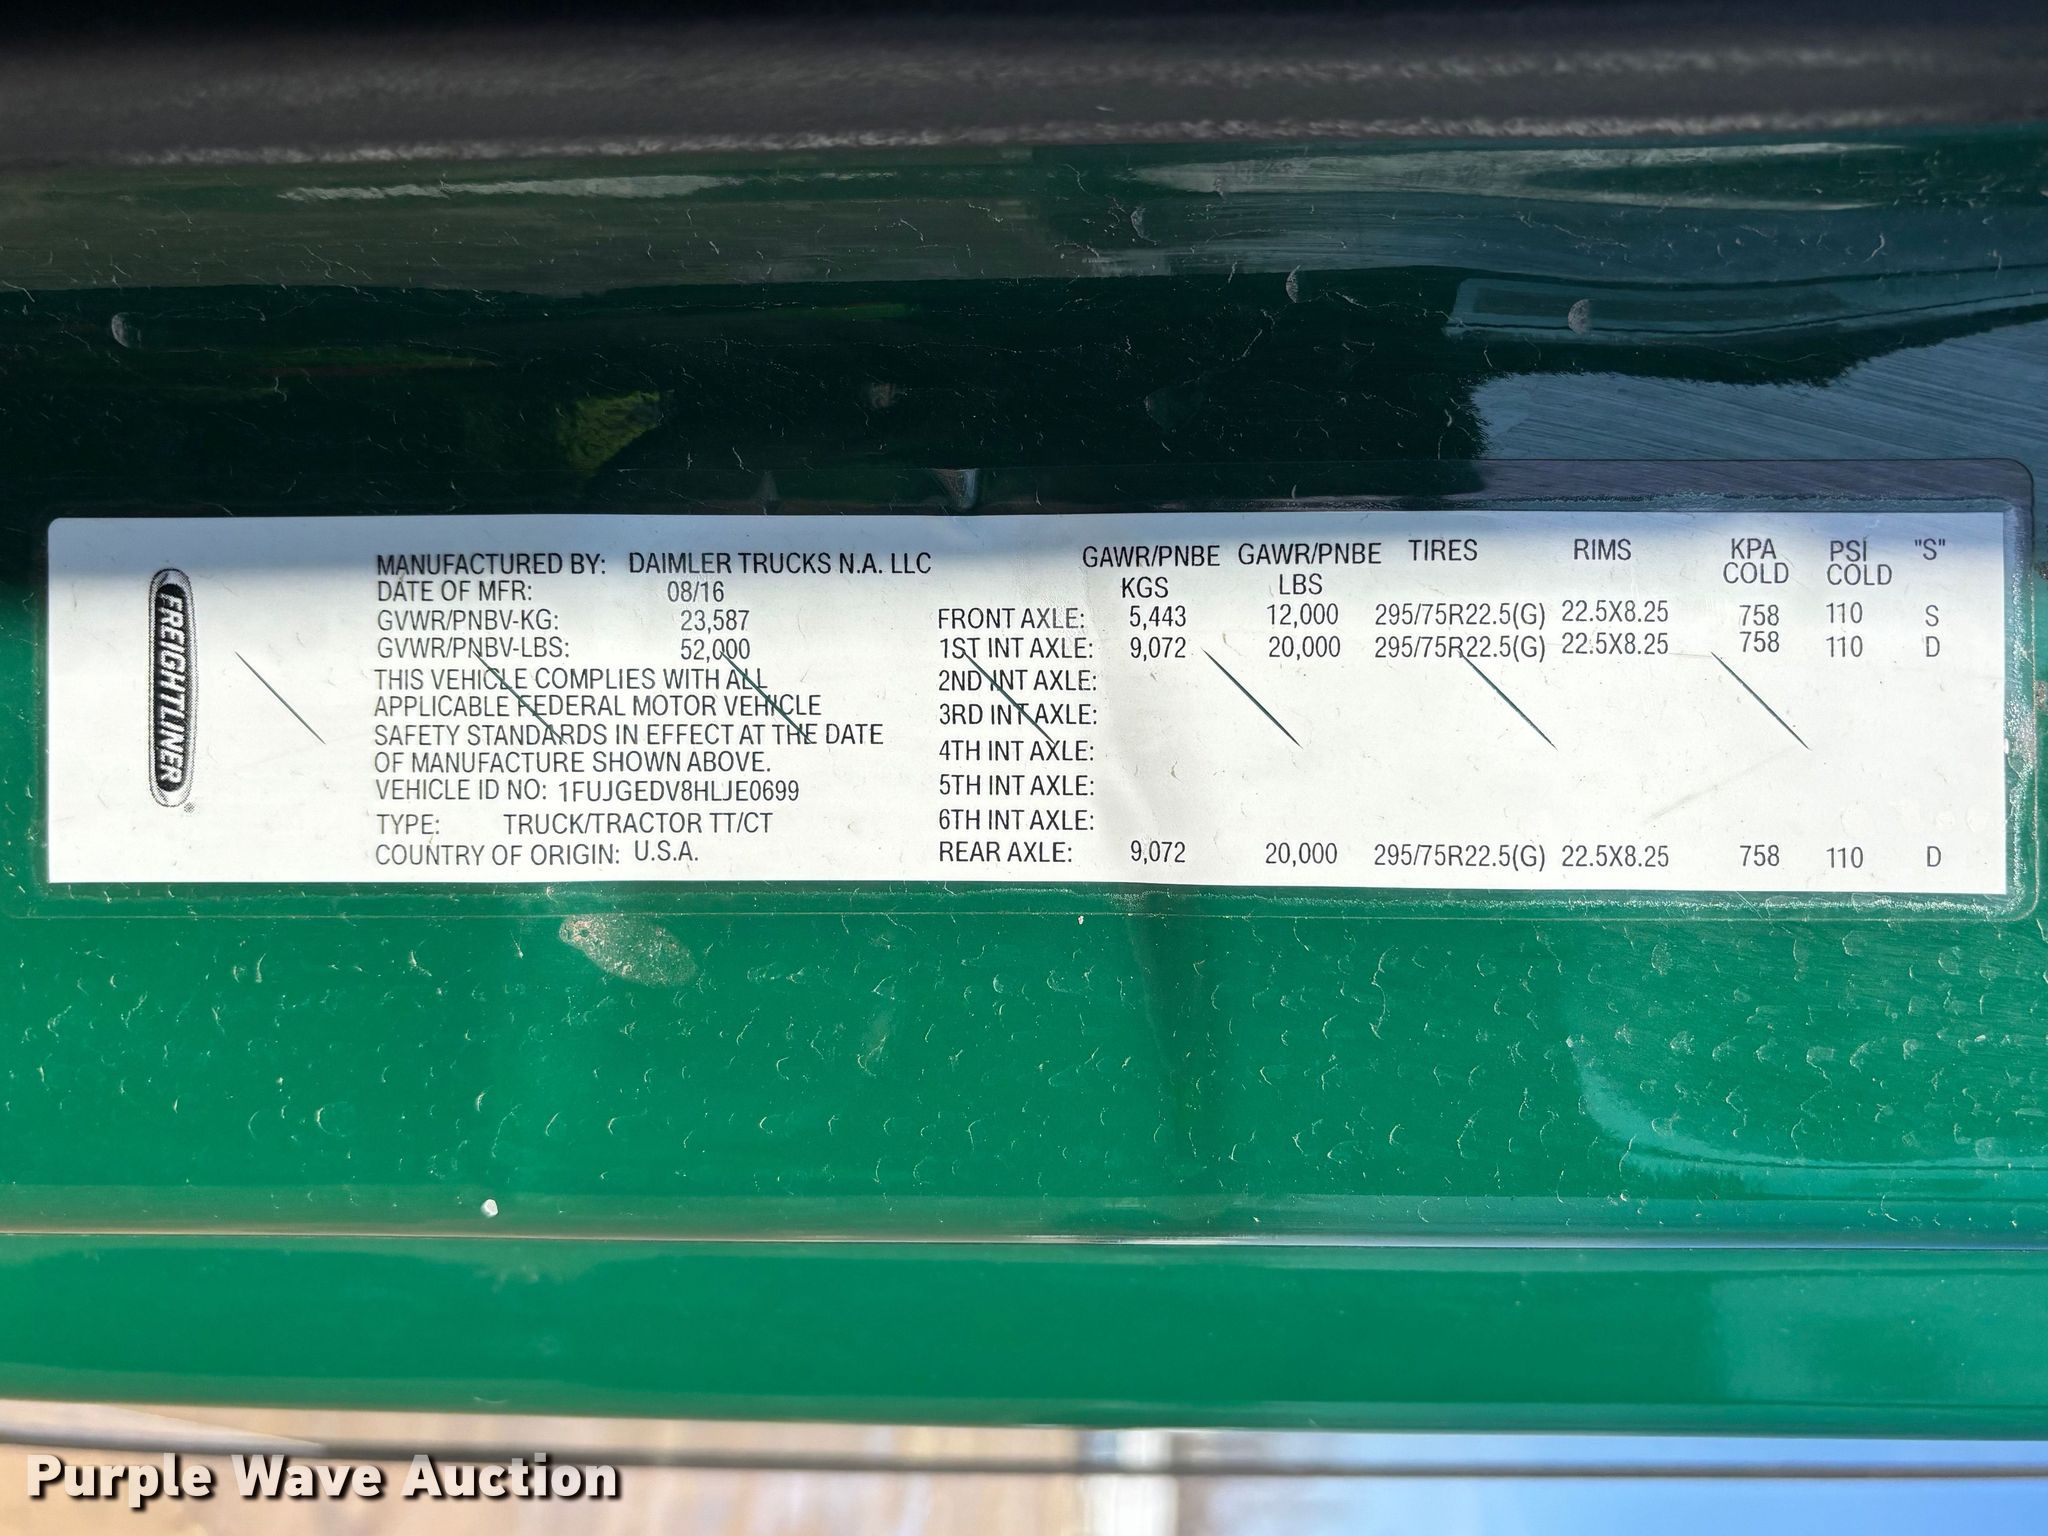 FREIGHTLINER
®
MANUFACTURED BY: DAIMLER TRUCKS N.A. LLC
DATE OF MFR: 08/16
GVWR/PNBV-KG: 23,587
GVWR/PNBV-LBS: 52,000
THIS VEHICLE COMPLIES WITH ALL
APPLICABLE FEDERAL MOTOR VEHICLE
SAFETY STANDARDS IN EFFECT AT THE DATE
OF MANUFACTURE SHOWN ABOVE.
VEHICLE ID NO: 1FUJGEDV8HLJE0699
TYPE: TRUCK/TRACTOR TT/CT
COUNTRY OF ORIGIN: U.S.A.
GAWR/PNBE GAWR/PNBE TIRES RIMS KPA PSI "S"
KGS LBS COLD COLD
FRONT AXLE: 5,443 12,000 295/75R22.5(G) 22.5X8.25 758 110 S
1ST INT AXLE: 9,072 20,000 295/75R22.5(G) 22.5X8.25 758 110 D
2ND INT AXLE:
3RD INT AXLE:
4TH INT AXLE:
5TH INT AXLE:
6TH INT AXLE:
REAR AXLE: 9,072 20,000 295/75R22.5(G) 22.5X8.25 758 110 D
Purple Wave Auction